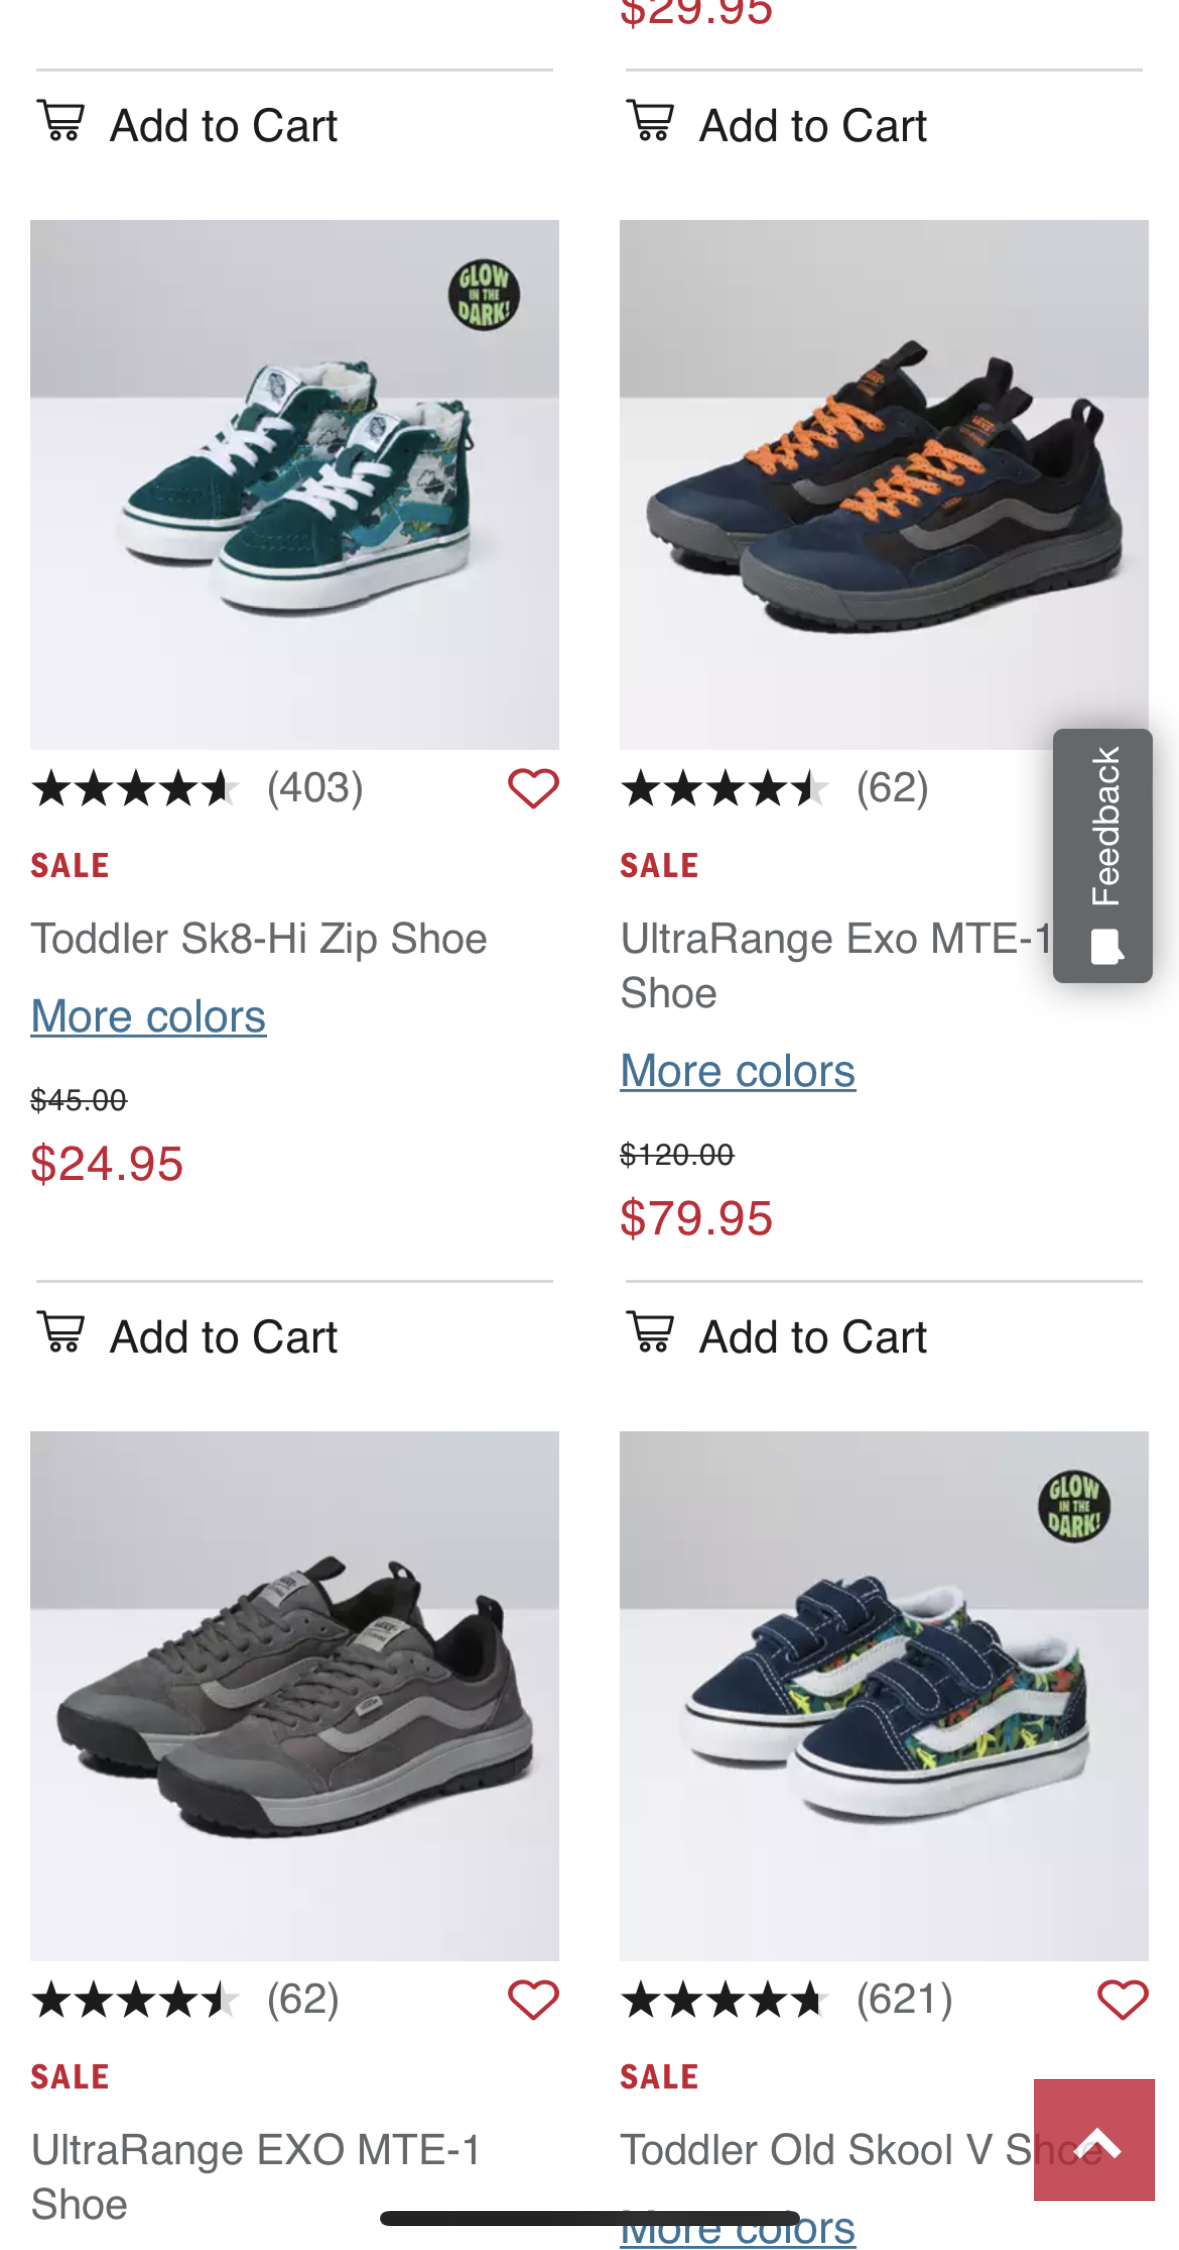 $29.95
Add to Cart
Add to Cart
GLOW
IN THE
DARK!
(403)
(62)
SALE
SALE
Toddler Sk8-Hi Zip Shoe
UltraRange Exo MTE-1
Shoe
More colors
More colors
$45.00
$24.95
$120.00
$79.95
Feedback
Add to Cart
Add to Cart
GLOW
IN THE
DARK!
(62)
(621)
SALE
SALE
UltraRange EXO MTE-1
Shoe
Toddler Old Skool V Shoe
More colors